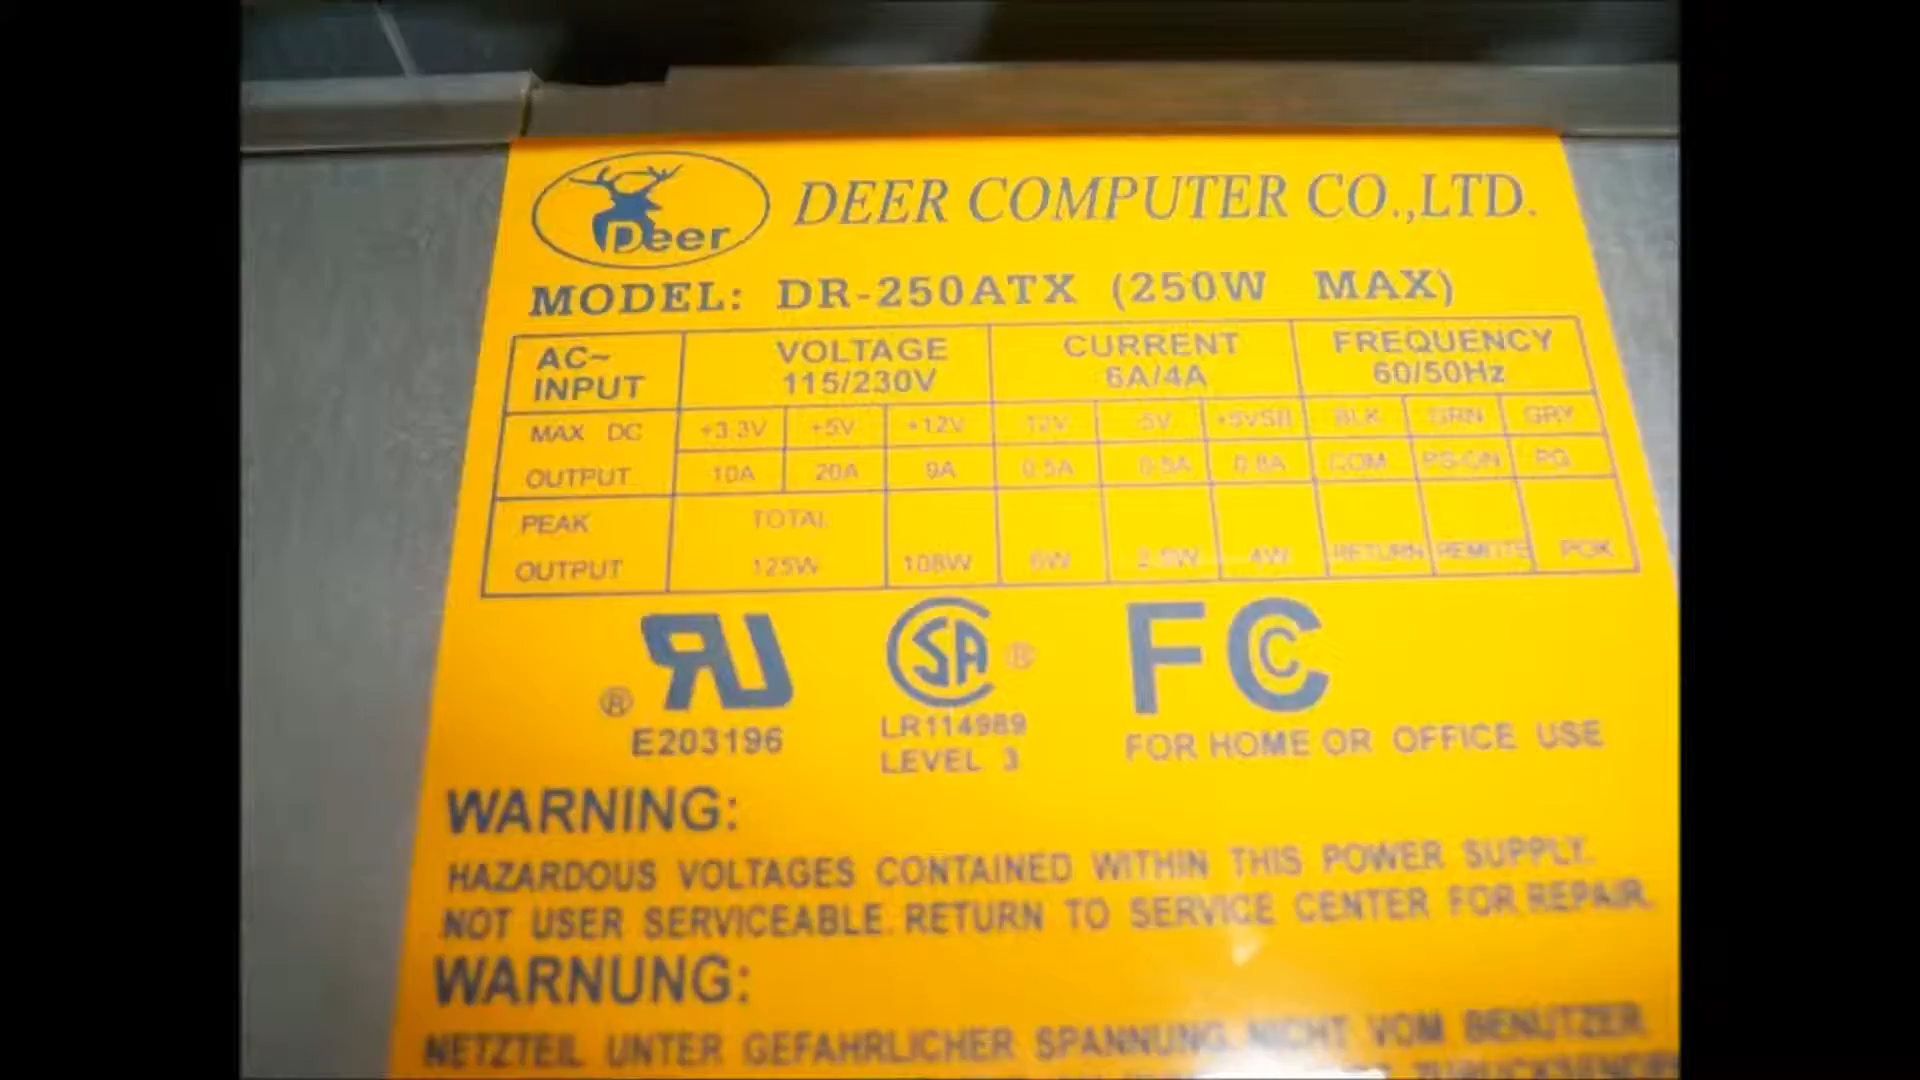 Deer
DEER COMPUTER CO.,LTD.
MODEL: DR-250ATX (250W MAX)
AC~ INPUT
VOLTAGE 115/230V
CURRENT 6A/4A
FREQUENCY 60/50Hz
MAX DC +3.3V +5V +12V 12V 5V +5VSB BLK GRN GRY
OUTPUT 10A 20A 9A 0.5A 0.5A 0.8A COM PS-ON PG
PEAK TOTAL
OUTPUT 125W 108W 6W 2.5W 4W RETURN REMOTE POK
® RU SA ® FC
E203196
LR114989
LEVEL 3
FOR HOME OR OFFICE USE
WARNING:
HAZARDOUS VOLTAGES CONTAINED WITHIN THIS POWER SUPPLY.
NOT USER SERVICEABLE. RETURN TO SERVICE CENTER FOR REPAIR.
WARNUNG:
NETZTEIL UNTER GEFAHRLICHER SPANNUNG NICHT VOM BENUTZER